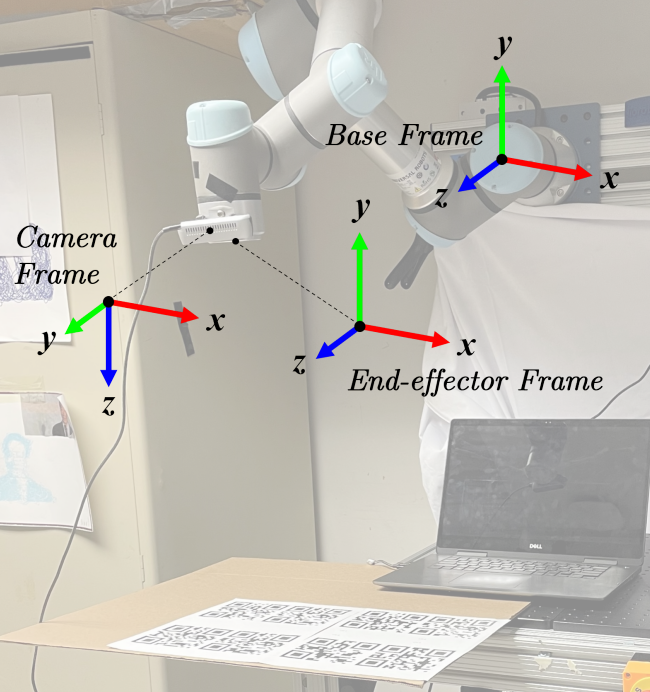 y
Base Frame
x
z
y
Camera
Frame
x
y
x
z
z
End-effector Frame
DELL